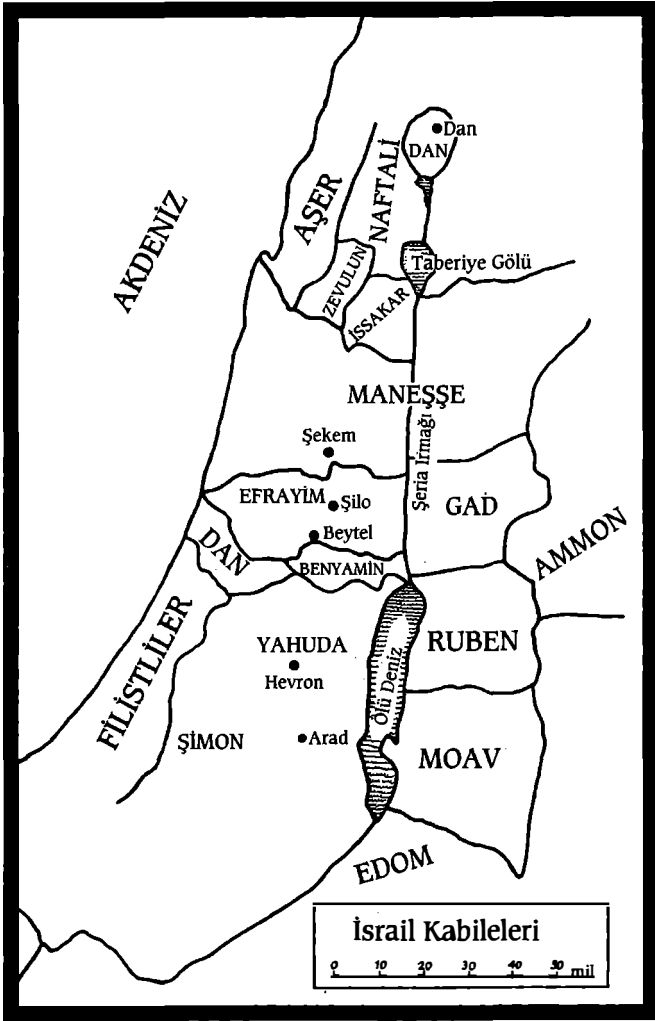 Dan
DAN
AŞER
NAFTALİ
AKDENİZ
ZEVULUN
Taberiye Gölü
İSSAKAR
MANEŞŞE
Şekem
Şeria Irmağı
EFRAYİM
Şilo
GAD
Beytel
DAN
BENYAMİN
AMMON
FİLİSTLİLER
YAHUDA
RUBEN
Hevron
Ölü Deniz
ŞİMON
Arad
MOAV
EDOM
İsrail Kabileleri
0 10 20 30 40 50 mil